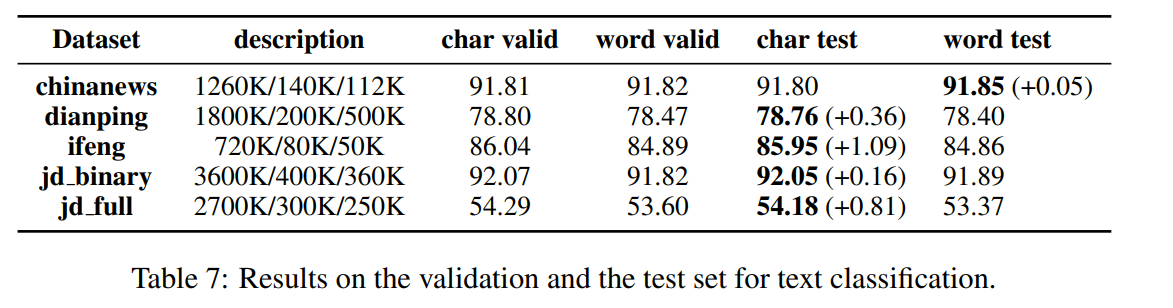 Dataset description char valid word valid char test word test
chinanews 1260K/140K/112K 91.81 91.82 91.80 91.85 (+0.05)
dianping 1800K/200K/500K 78.80 78.47 78.76 (+0.36) 78.40
ifeng 720K/80K/50K 86.04 84.89 85.95 (+1.09) 84.86
jd_binary 3600K/400K/360K 92.07 91.82 92.05 (+0.16) 91.89
jd_full 2700K/300K/250K 54.29 53.60 54.18 (+0.81) 53.37
Table 7: Results on the validation and the test set for text classification.